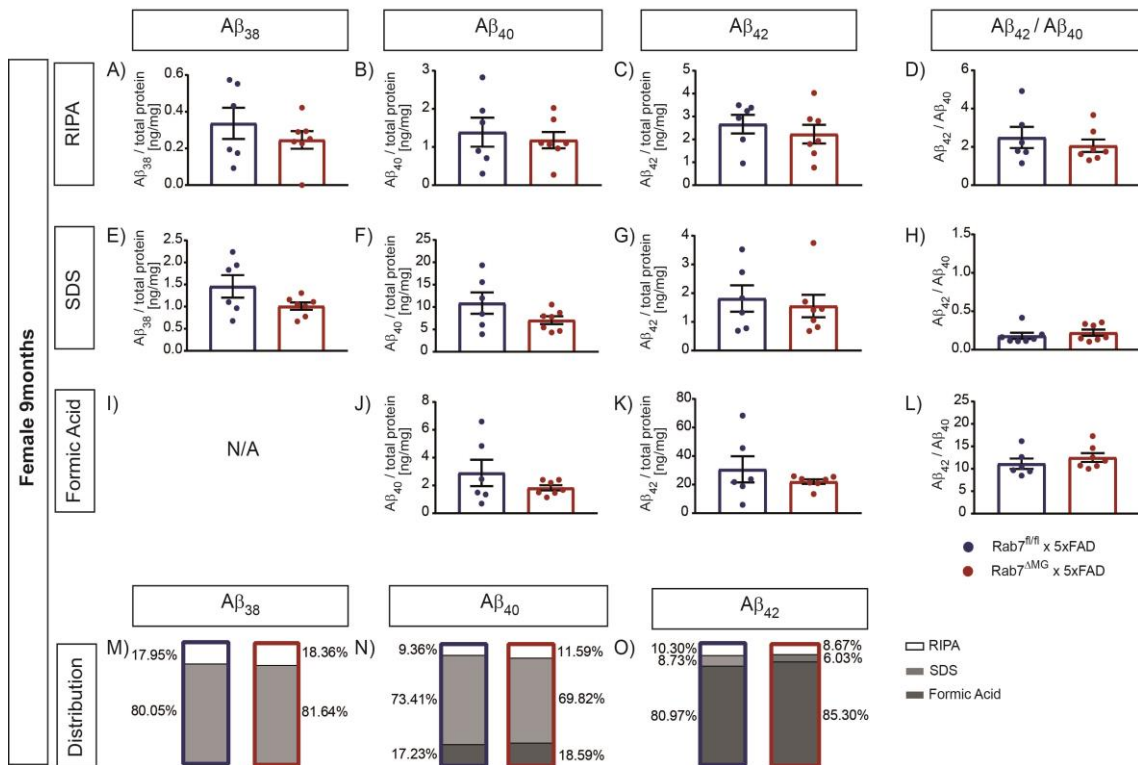 Aβ38 Aβ40 Aβ42 Aβ42 / Aβ40
Female 9months
RIPA
A) Aβ38 / total protein [ng/mg] 0.6 0.4 0.2 0.0
B) Aβ40 / total protein [ng/mg] 3 2 1 0
C) Aβ42 / total protein [ng/mg] 5 4 3 2 1 0
D) Aβ42 / Aβ40 6 4 2 0
SDS
E) Aβ38 / total protein [ng/mg] 2.5 2.0 1.5 1.0 0.5 0.0
F) Aβ40 / total protein [ng/mg] 25 20 15 10 5 0
G) Aβ42 / total protein [ng/mg] 4 3 2 1 0
H) Aβ42 / Aβ40 1.5 1.0 0.5 0.0
Formic Acid
I) N/A
J) Aβ40 / total protein [ng/mg] 8 6 4 2 0
K) Aβ42 / total protein [ng/mg] 80 60 40 20 0
L) Aβ42 / Aβ40 25 20 15 10 5 0
Rab7fl/fl x 5xFAD
Rab7ΔMG x 5xFAD
Aβ38 Aβ40 Aβ42
Distribution
M) 17.95% 80.05% 18.36% 81.64%
N) 9.36% 73.41% 17.23% 11.59% 69.82% 18.59%
O) 10.30% 8.73% 80.97% 8.67% 6.03% 85.30%
RIPA
SDS
Formic Acid